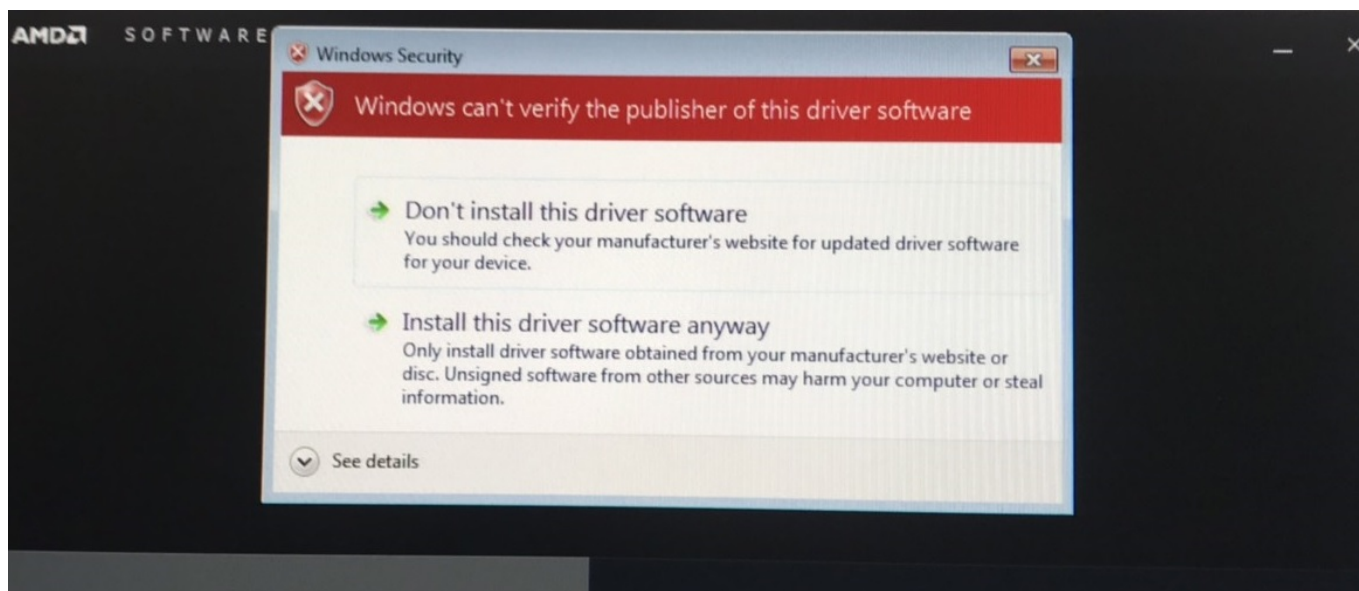 AMD SOFTWARE
Windows Security
Windows can't verify the publisher of this driver software
Don't install this driver software
You should check your manufacturer's website for updated driver software
for your device.
Install this driver software anyway
Only install driver software obtained from your manufacturer's website or
disc. Unsigned software from other sources may harm your computer or steal
information.
See details